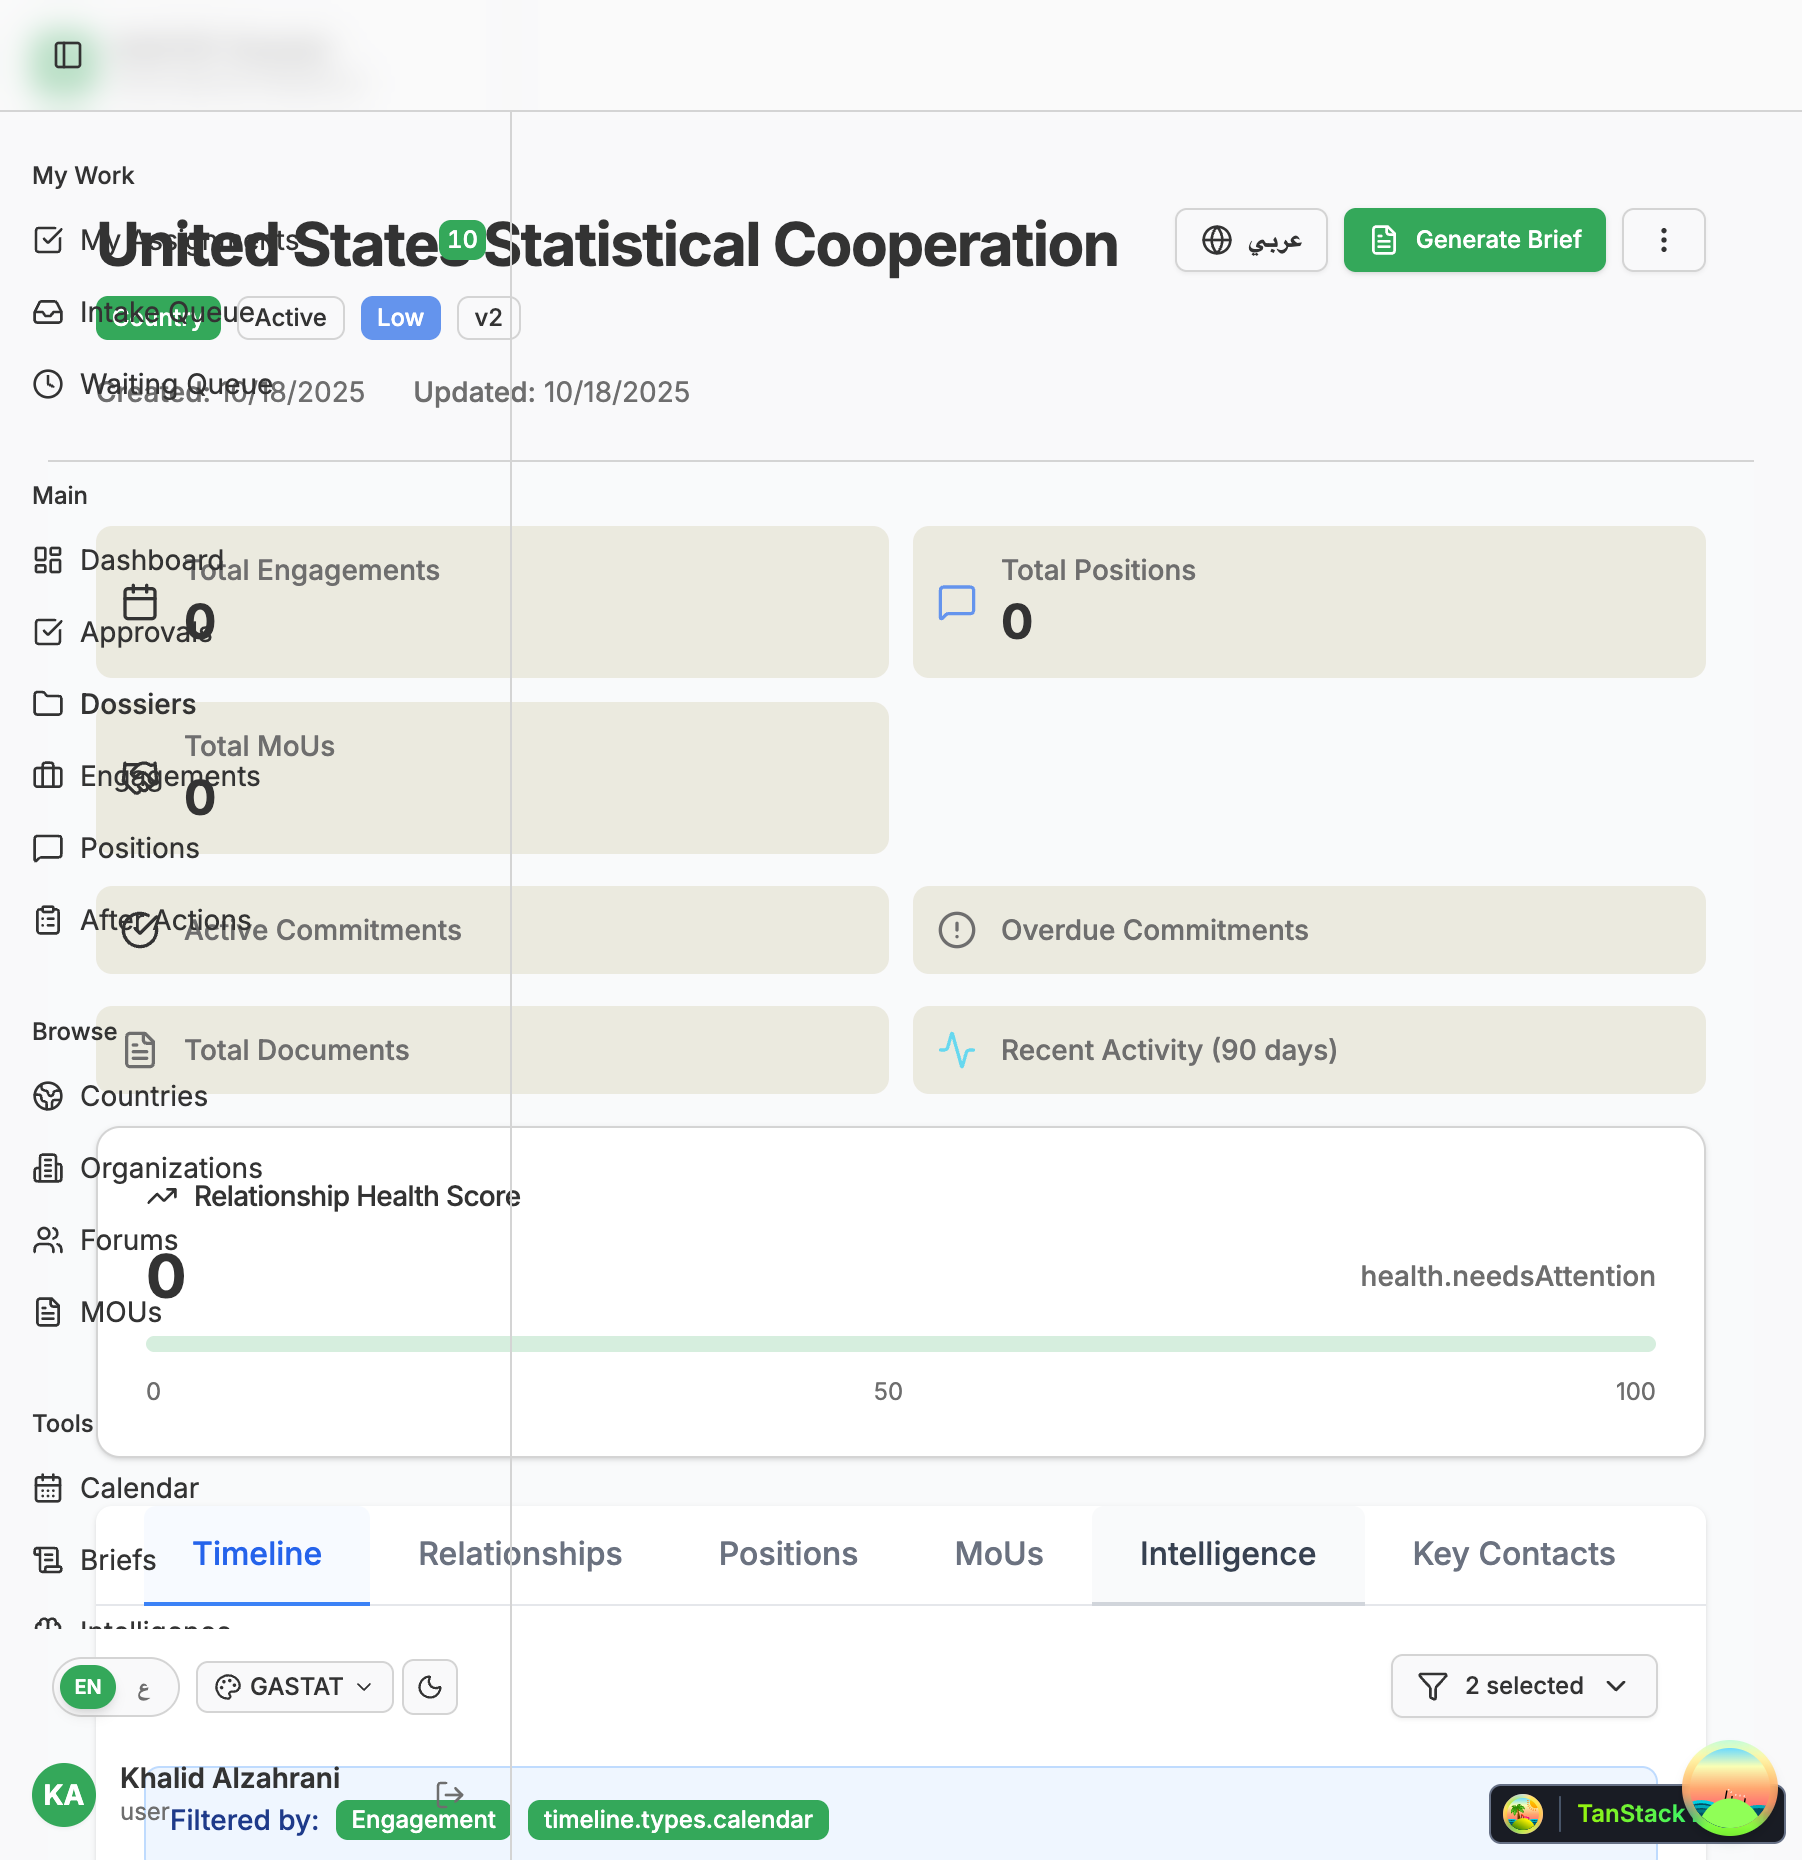 My Work
My Assignments
10
Intake Queue
Waiting Queue
Main
Dashboard
Approvals
Dossiers
Engagements
Positions
After Actions
Browse
Countries
Organizations
Forums
MOUs
Tools
Calendar
Briefs
Intelligence
EN
ع
GASTAT
KA
Khalid Alzahrani
user
United States Statistical Cooperation
عربي
Generate Brief
Country
Active
Low
v2
Created: 10/18/2025
Updated: 10/18/2025
Total Engagements
0
Total Positions
0
Total MoUs
0
Active Commitments
Overdue Commitments
Total Documents
Recent Activity (90 days)
Relationship Health Score
0
health.needsAttention
0
50
100
Timeline
Relationships
Positions
MoUs
Intelligence
Key Contacts
2 selected
Filtered by:
Engagement
timeline.types.calendar
TanStack